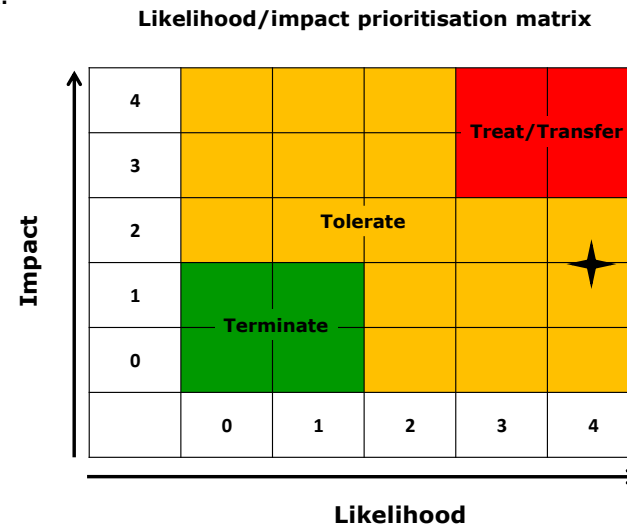 Likelihood/impact prioritisation matrix
4
Treat/Transfer
3
2
Tolerate
1
Terminate
0
0 1 2 3 4
Impact
Likelihood